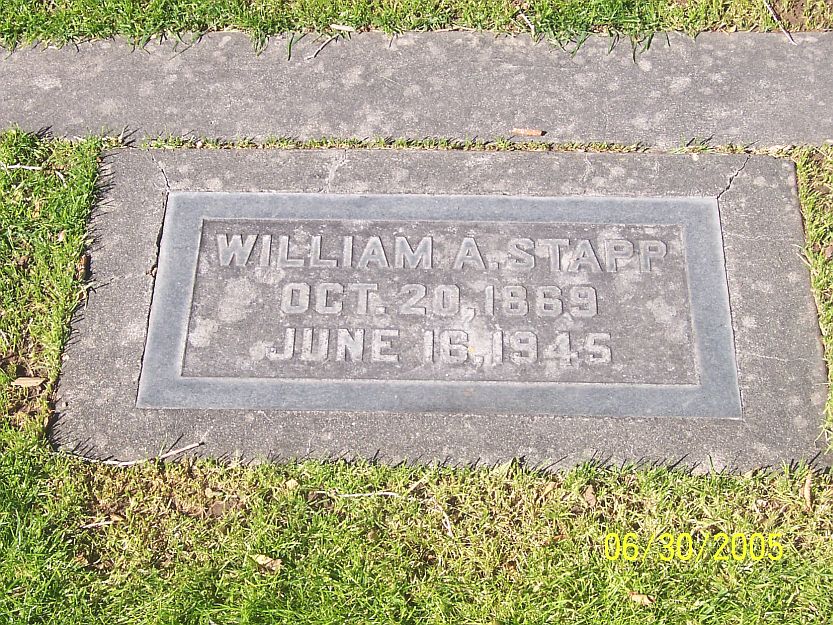 WILLIAM A. STAPP
OCT. 20, 1869
JUNE 16, 1945
06/30/2005